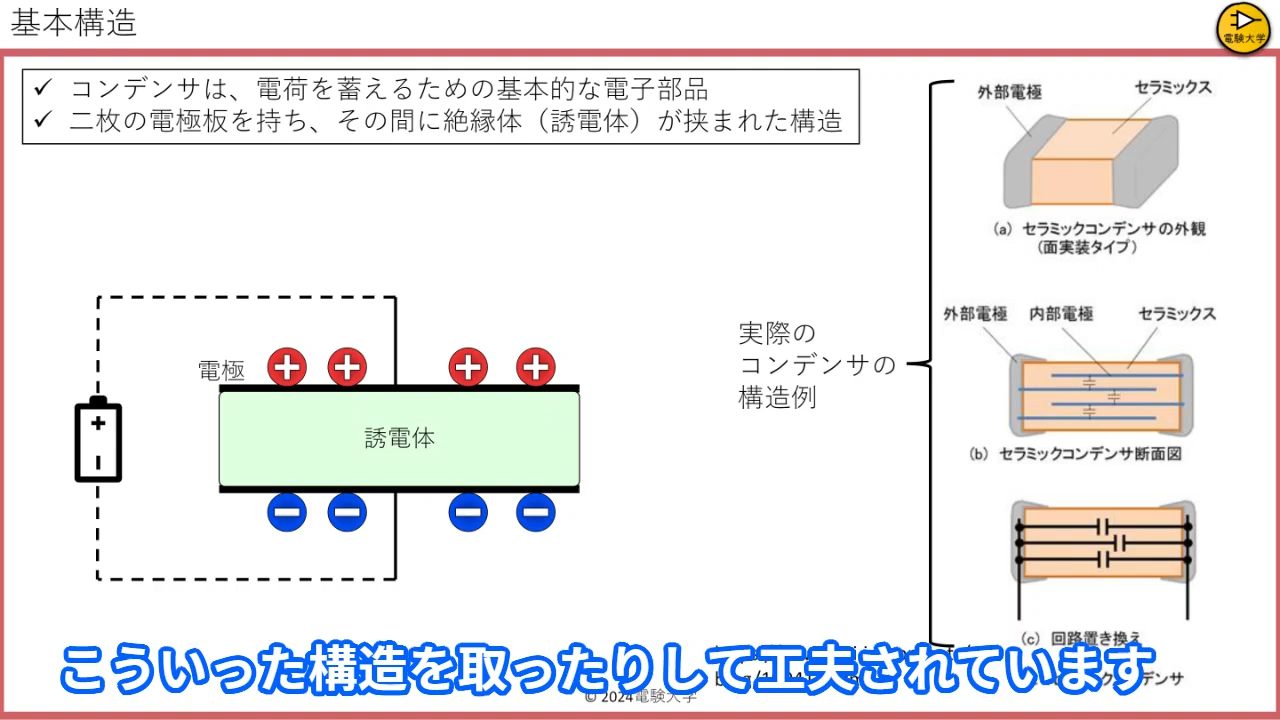 基本構造
電験大学
✓ コンデンサは、電荷を蓄えるための基本的な電子部品
✓ 二枚の電極板を持ち、その間に絶縁体（誘電体）が挟まれた構造
電極
誘電体
実際の
コンデンサの
構造例
外部電極
セラミックス
(a) セラミックコンデンサの外観
(面実装タイプ)
外部電極 内部電極 セラミックス
(b) セラミックコンデンサ断面図
(c) 回路置き換え
こういった構造を取ったりして工夫されています
© 2024電験大学